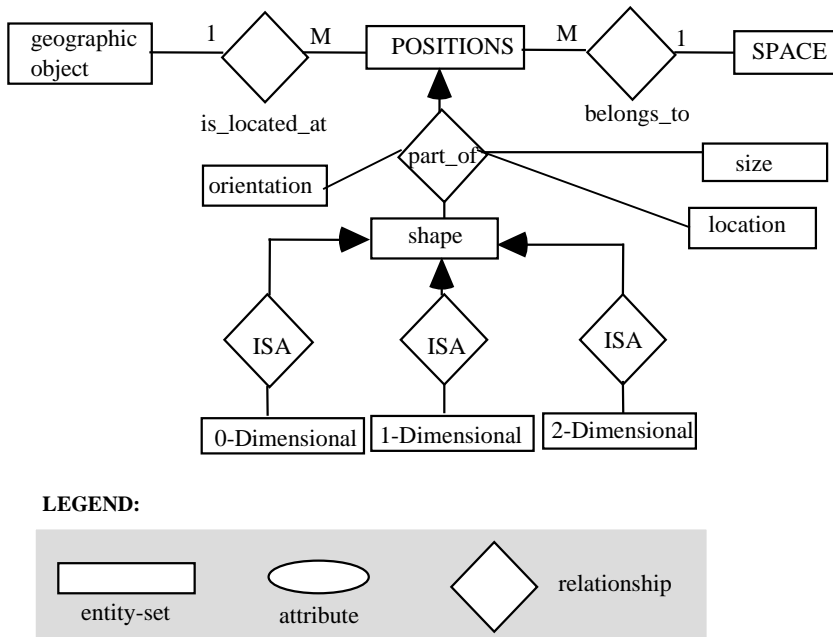 geographic
object
1
M
POSITIONS
M
1
SPACE
is_located_at
belongs_to
part_of
orientation
size
location
shape
ISA
ISA
ISA
0-Dimensional
1-Dimensional
2-Dimensional
LEGEND:
entity-set
attribute
relationship